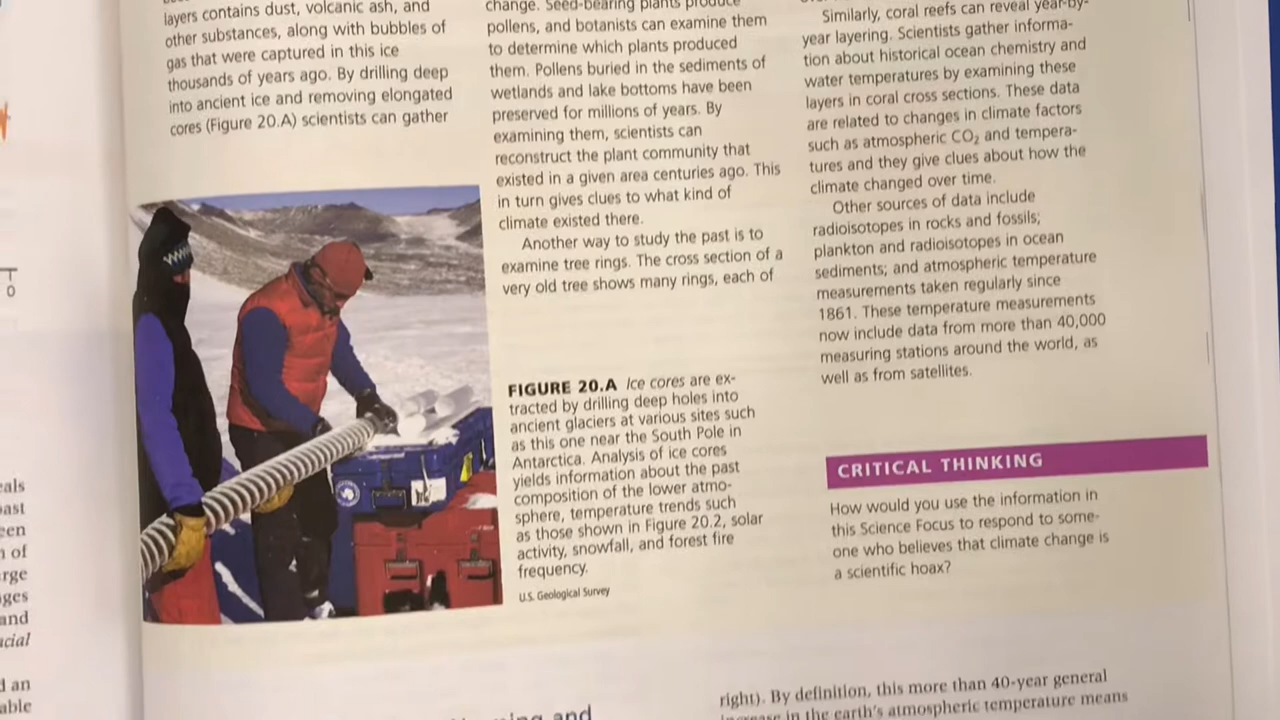 layers contains dust, volcanic ash, and
other substances, along with bubbles of
gas that were captured in this ice
thousands of years ago. By drilling deep
into ancient ice and removing elongated
cores (Figure 20.A) scientists can gather
change. Seed-bearing plants produce
pollens, and botanists can examine them
to determine which plants produced
them. Pollens buried in the sediments of
wetlands and lake bottoms have been
preserved for millions of years. By
examining them, scientists can
reconstruct the plant community that
existed in a given area centuries ago. This
in turn gives clues to what kind of
climate existed there.
Another way to study the past is to
examine tree rings. The cross section of a
very old tree shows many rings, each of
FIGURE 20.A Ice cores are ex-
tracted by drilling deep holes into
ancient glaciers at various sites such
as this one near the South Pole in
Antarctica. Analysis of ice cores
yields information about the past
composition of the lower atmo-
sphere, temperature trends such
as those shown in Figure 20.2, solar
activity, snowfall, and forest fire
frequency.
U.S. Geological Survey
Similarly, coral reefs can reveal year-by-
year layering. Scientists gather informa-
tion about historical ocean chemistry and
water temperatures by examining these
layers in coral cross sections. These data
are related to changes in climate factors
such as atmospheric CO₂ and tempera-
tures and they give clues about how the
climate changed over time.
Other sources of data include
radioisotopes in rocks and fossils;
plankton and radioisotopes in ocean
sediments; and atmospheric temperature
measurements taken regularly since
1861. These temperature measurements
now include data from more than 40,000
measuring stations around the world, as
well as from satellites.
CRITICAL THINKING
How would you use the information in
this Science Focus to respond to some-
one who believes that climate change is
a scientific hoax?
right). By definition, this more than 40-year general
increase in the earth's atmospheric temperature means
and
0
of
and
d an